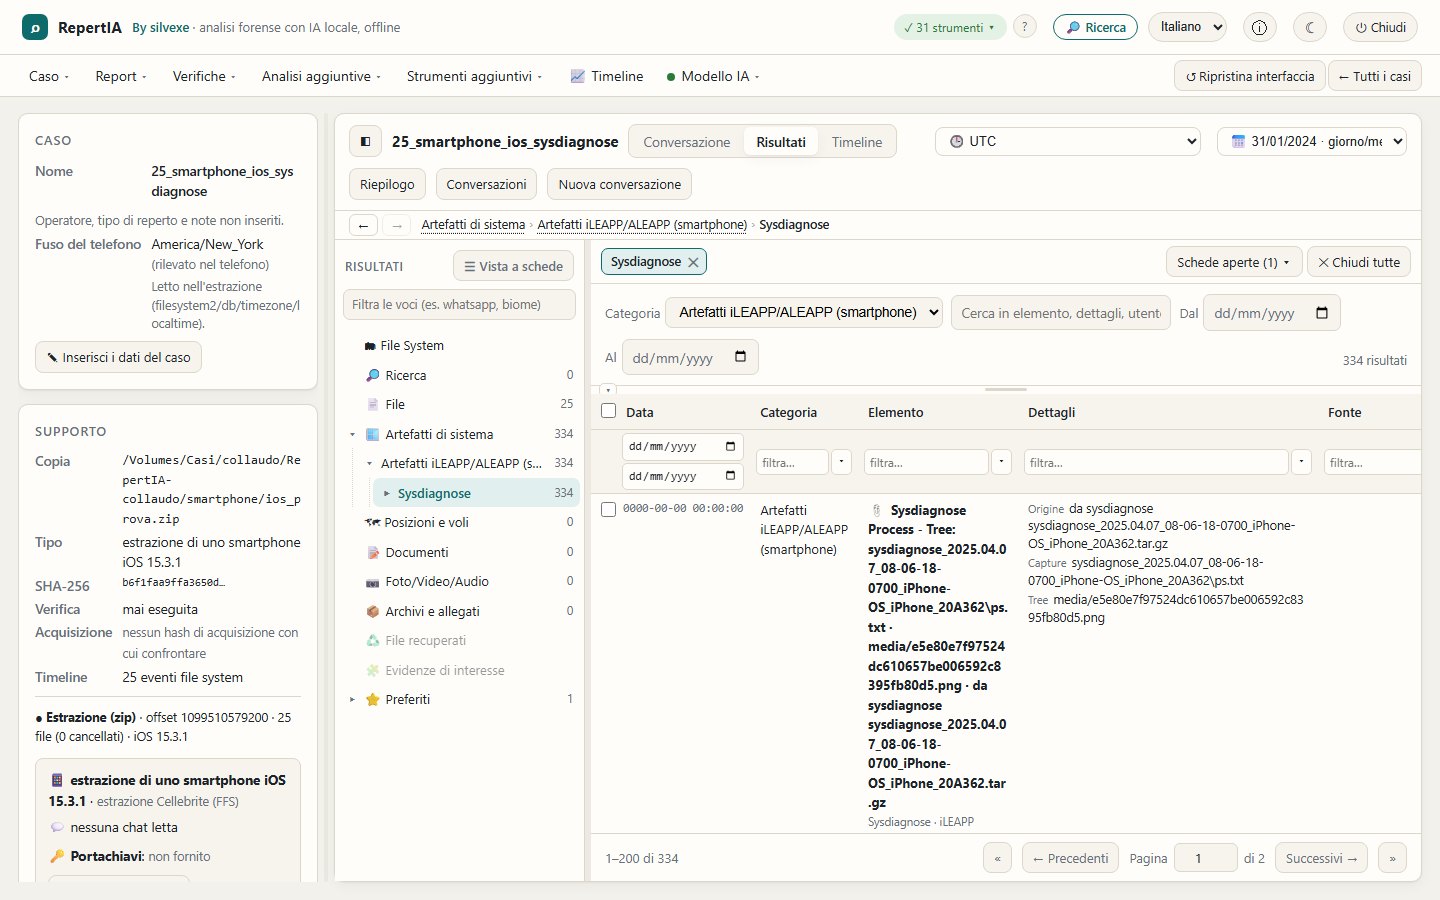 RepertIA By silvexe · analisi forense con IA locale, offline
✓ 31 strumenti ▾ ? Ricerca Italiano Chiudi
Caso Report Verifiche Analisi aggiuntive Strumenti aggiuntivi Timeline Modello IA
↺ Ripristina interfaccia ← Tutti i casi
CASO
Nome 25_smartphone_ios_sys
diagnose
Operatore, tipo di reperto e note non inseriti.
Fuso del telefono America/New_York
(rilevato nel telefono)
Letto nell'estrazione
(filesystem2/db/timezone/l
ocaltime).
Inserisci i dati del caso
SUPPORTO
Copia /Volumes/Casi/collaudo/Re
pertIA-
collaudo/smartphone/ios_p
rova.zip
Tipo estrazione di uno smartphone
iOS 15.3.1
SHA-256 b6f1faa9ffa3650d…
Verifica mai eseguita
Acquisizione nessun hash di acquisizione con
cui confrontare
Timeline 25 eventi file system
● Estrazione (zip) · offset 1099510579200 · 25
file (0 cancellati) · iOS 15.3.1
estrazione di uno smartphone iOS
15.3.1 · estrazione Cellebrite (FFS)
nessuna chat letta
Portachiavi: non fornito
25_smartphone_ios_sysdiagnose Conversazione Risultati Timeline UTC 31/01/2024 · giorno/me
Riepilogo Conversazioni Nuova conversazione
← → Artefatti di sistema › Artefatti iLEAPP/ALEAPP (smartphone) › Sysdiagnose
RISULTATI ☰ Vista a schede
Filtra le voci (es. whatsapp, biome)
File System
Ricerca 0
File 25
Artefatti di sistema 334
Artefatti iLEAPP/ALEAPP (s... 334
Sysdiagnose 334
Posizioni e voli 0
Documenti 0
Foto/Video/Audio 0
Archivi e allegati 0
File recuperati
Evidenze di interesse
Preferiti 1
Sysdiagnose ✕ Schede aperte (1) ▾ ✕ Chiudi tutte
Categoria Artefatti iLEAPP/ALEAPP (smartphone) Cerca in elemento, dettagli, utente Dal dd/mm/yyyy
Al dd/mm/yyyy 334 risultati
Data Categoria Elemento Dettagli Fonte
dd/mm/yyyy
dd/mm/yyyy
filtra... filtra... filtra... filtra...
0000-00-00 00:00:00
Artefatti
iLEAPP/ALEAPP
(smartphone)
Sysdiagnose
Process - Tree:
sysdiagnose_2025.04.0
7_08-06-18-
0700_iPhone-
OS_iPhone_20A362\ps.
txt ·
media/e5e80e7f97524
dc610657be006592c8
395fb80d5.png · da
sysdiagnose
sysdiagnose_2025.04.0
7_08-06-18-
0700_iPhone-
OS_iPhone_20A362.tar
.gz
Sysdiagnose · iLEAPP
Origine da sysdiagnose
sysdiagnose_2025.04.07_08-06-18-0700_iPhone-
OS_iPhone_20A362.tar.gz
Capture sysdiagnose_2025.04.07_08-06-18-
0700_iPhone-OS_iPhone_20A362\ps.txt
Tree media/e5e80e7f97524dc610657be006592c83
95fb80d5.png
1–200 di 334 « ← Precedenti Pagina 1 di 2 Successivi → »